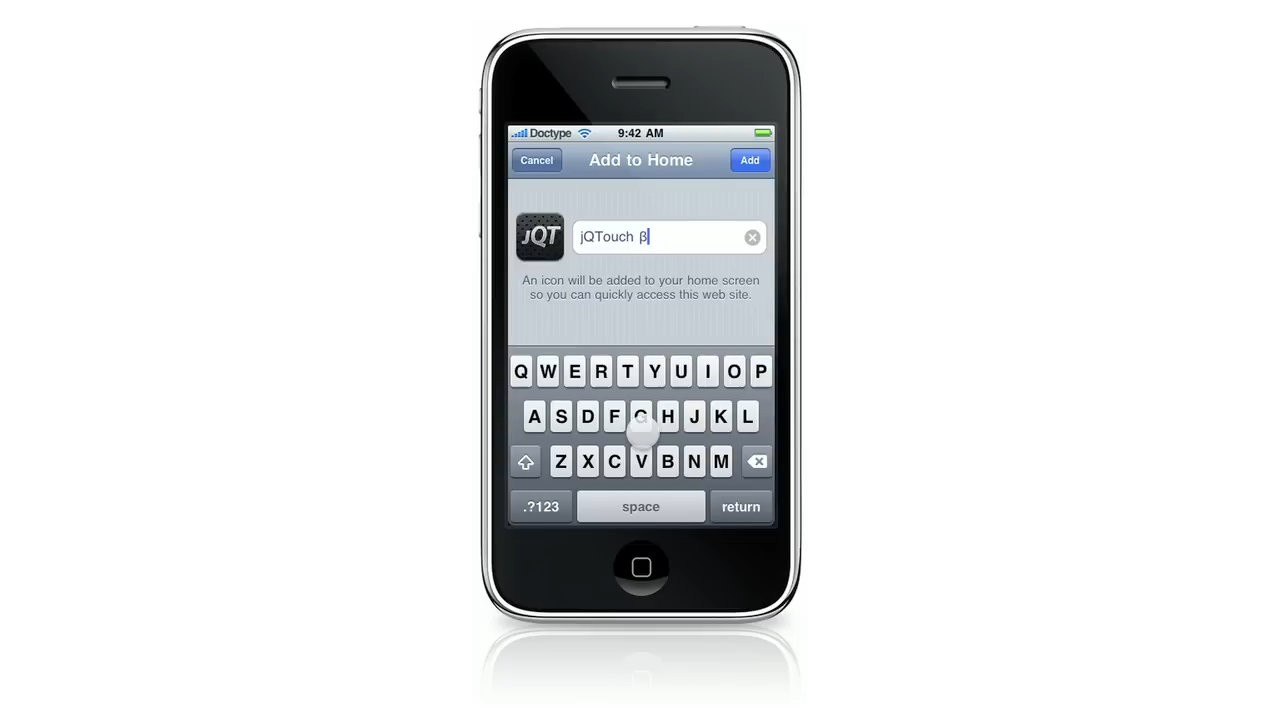 Doctype 9:42 AM
Cancel Add to Home Add
jQT jQTouch β
An icon will be added to your home screen
so you can quickly access this web site.
Q W E R T Y U I O P
A S D F G H J K L
Z X C V B N M
.?123 space return